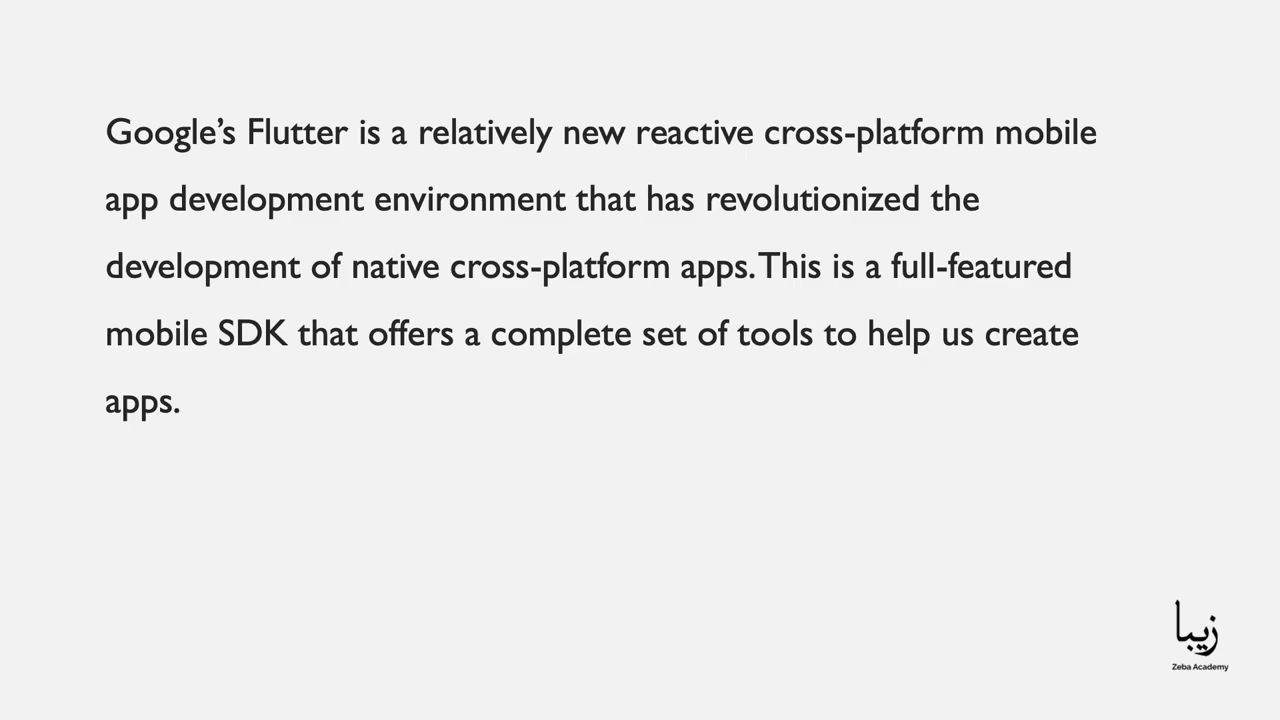 Google’s Flutter is a relatively new reactive cross-platform mobile
app development environment that has revolutionized the
development of native cross-platform apps. This is a full-featured
mobile SDK that offers a complete set of tools to help us create
apps.
زیبا
Zeba Academy